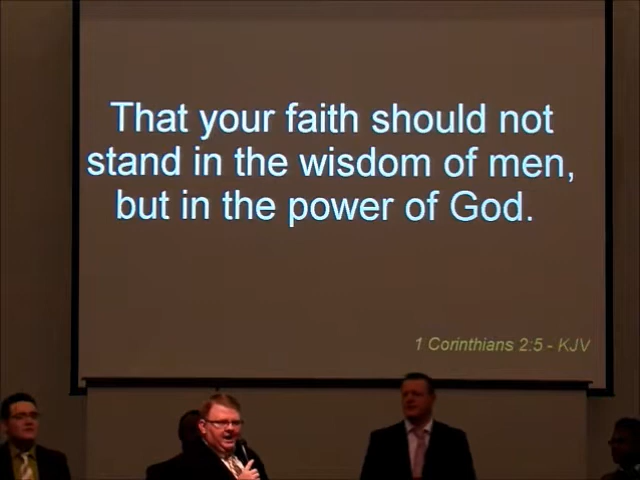 That your faith should not
stand in the wisdom of men,
but in the power of God.
1 Corinthians 2:5 - KJV